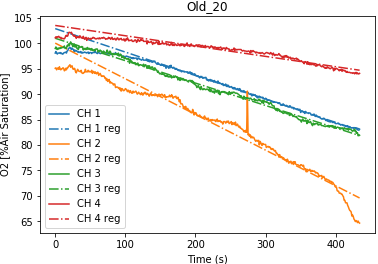 Old_20
O2 [%Air Saturation]
105
100
95
90
85
80
75
70
65
CH 1
CH 1 reg
CH 2
CH 2 reg
CH 3
CH 3 reg
CH 4
CH 4 reg
0 100 200 300 400
Time (s)